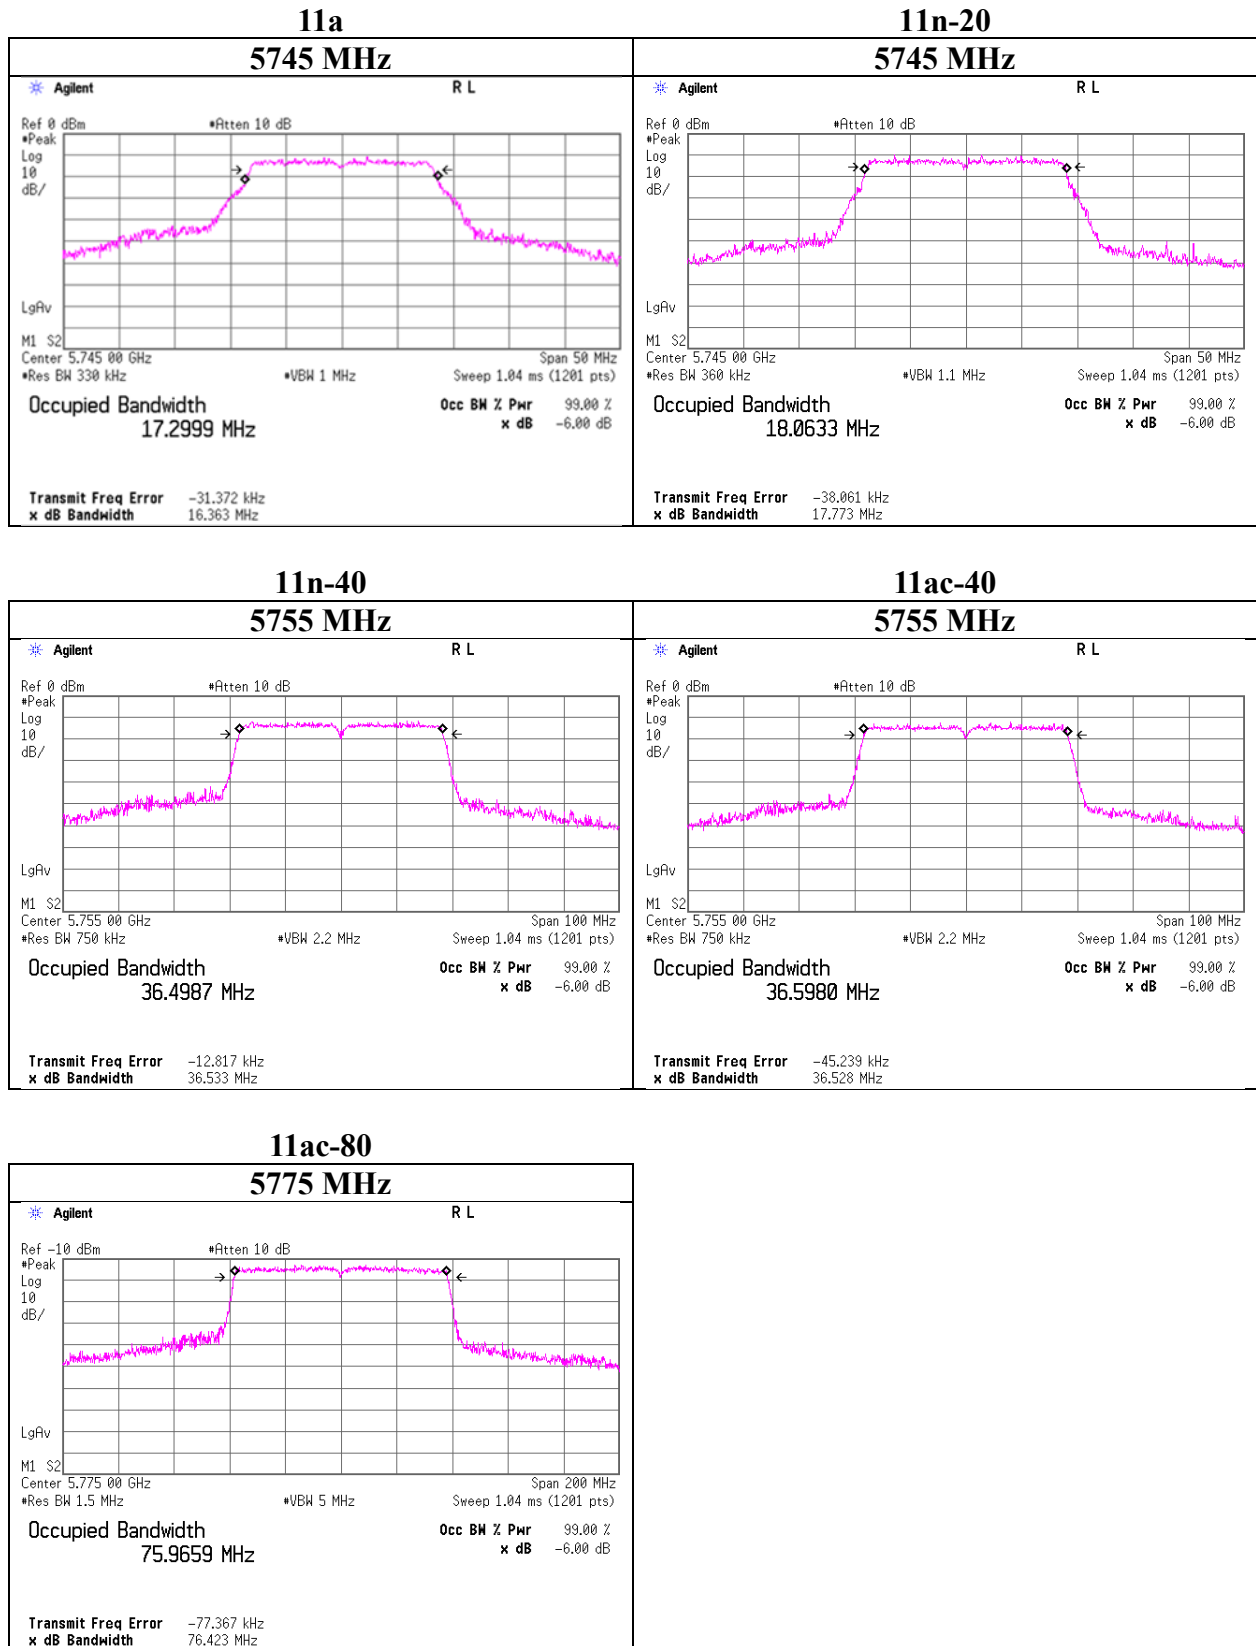 11a
5745 MHz
Agilent
R L
Ref 0 dBm
#Atten 10 dB
#Peak
Log
10
dB/
LgAv
M1 S2
Center 5.745 00 GHz
Span 50 MHz
#Res BW 330 kHz
#VBW 1 MHz
Sweep 1.04 ms (1201 pts)
Occupied Bandwidth
17.2999 MHz
Occ BW % Pwr 99.00 %
x dB -6.00 dB
Transmit Freq Error -31.372 kHz
x dB Bandwidth 16.363 MHz
11n-20
5745 MHz
Agilent
R L
Ref 0 dBm
#Atten 10 dB
#Peak
Log
10
dB/
LgAv
M1 S2
Center 5.745 00 GHz
Span 50 MHz
#Res BW 360 kHz
#VBW 1.1 MHz
Sweep 1.04 ms (1201 pts)
Occupied Bandwidth
18.0633 MHz
Occ BW % Pwr 99.00 %
x dB -6.00 dB
Transmit Freq Error -38.061 kHz
x dB Bandwidth 17.773 MHz
11n-40
5755 MHz
Agilent
R L
Ref 0 dBm
#Atten 10 dB
#Peak
Log
10
dB/
LgAv
M1 S2
Center 5.755 00 GHz
Span 100 MHz
#Res BW 750 kHz
#VBW 2.2 MHz
Sweep 1.04 ms (1201 pts)
Occupied Bandwidth
36.4987 MHz
Occ BW % Pwr 99.00 %
x dB -6.00 dB
Transmit Freq Error -12.817 kHz
x dB Bandwidth 36.533 MHz
11ac-40
5755 MHz
Agilent
R L
Ref 0 dBm
#Atten 10 dB
#Peak
Log
10
dB/
LgAv
M1 S2
Center 5.755 00 GHz
Span 100 MHz
#Res BW 750 kHz
#VBW 2.2 MHz
Sweep 1.04 ms (1201 pts)
Occupied Bandwidth
36.5980 MHz
Occ BW % Pwr 99.00 %
x dB -6.00 dB
Transmit Freq Error -45.239 kHz
x dB Bandwidth 36.528 MHz
11ac-80
5775 MHz
Agilent
R L
Ref -10 dBm
#Atten 10 dB
#Peak
Log
10
dB/
LgAv
M1 S2
Center 5.775 00 GHz
Span 200 MHz
#Res BW 1.5 MHz
#VBW 5 MHz
Sweep 1.04 ms (1201 pts)
Occupied Bandwidth
75.9659 MHz
Occ BW % Pwr 99.00 %
x dB -6.00 dB
Transmit Freq Error -77.367 kHz
x dB Bandwidth 76.423 MHz